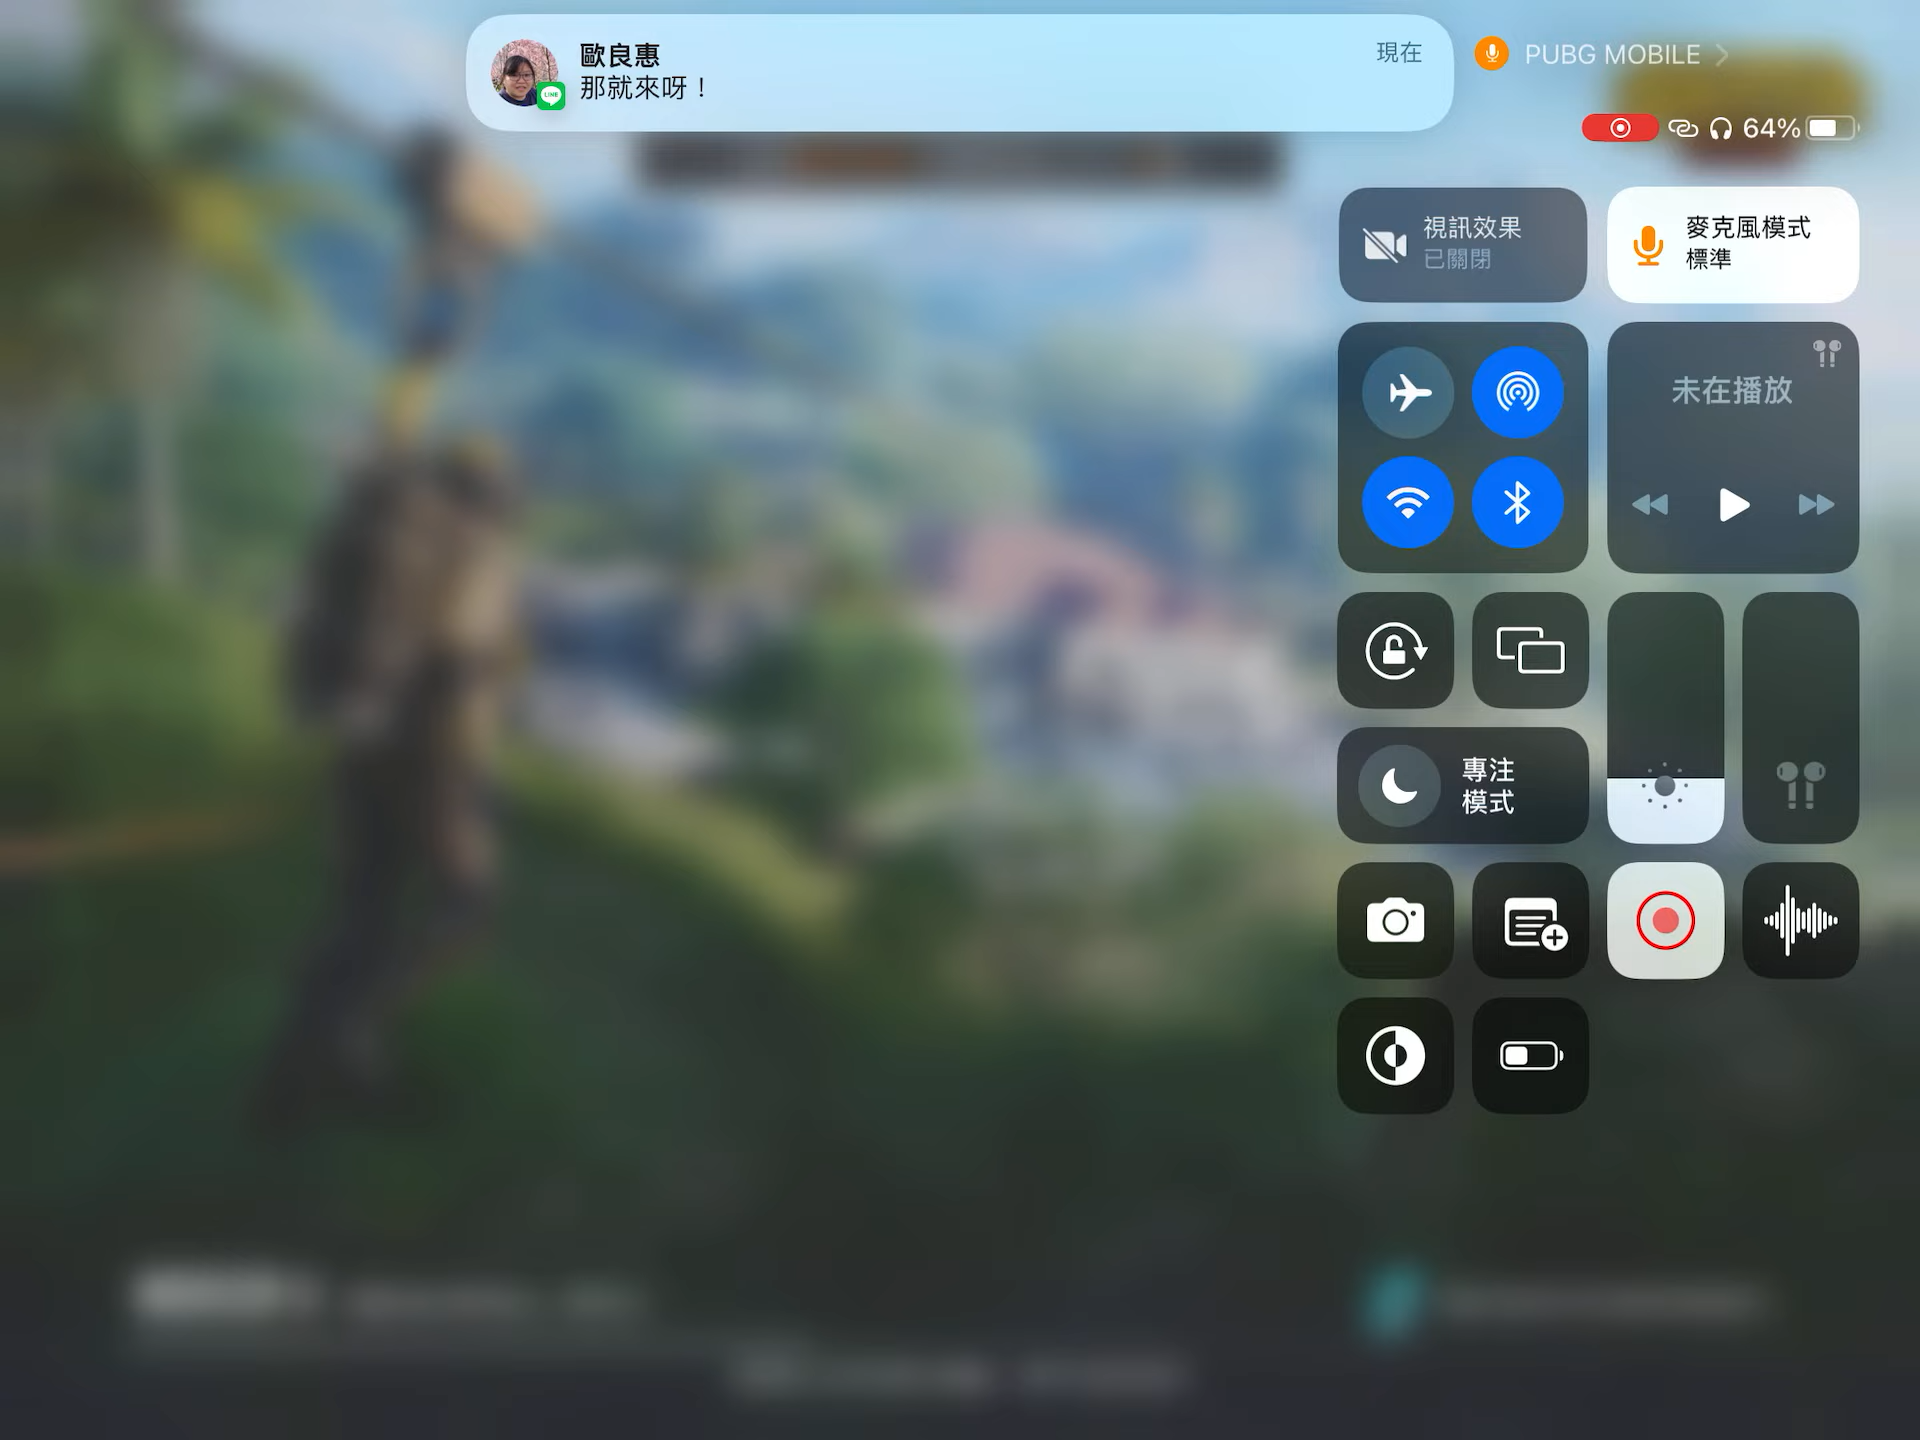 歐良惠
現在
那就來呀！
LINE
PUBG MOBILE
64%
視訊效果
已關閉
麥克風模式
標準
未在播放
專注
模式